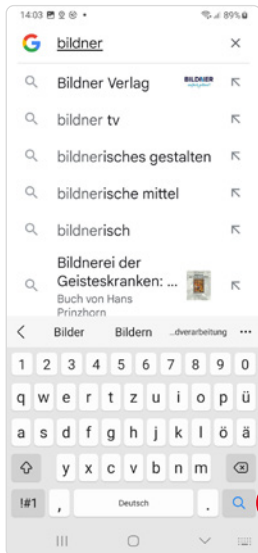 14:03
89%
bildner
Bildner Verlag
BILDNER
bildner tv
bildnerisches gestalten
bildnerische mittel
bildnerisch
Bildnerei der
Geisteskranken: ...
Buch von Hans
Prinzhorn
Bilder Bildern ...dverarbeitung
1 2 3 4 5 6 7 8 9 0
q w e r t z u i o p ü
a s d f g h j k l ö ä
y x c v b n m
!#1 , Deutsch .